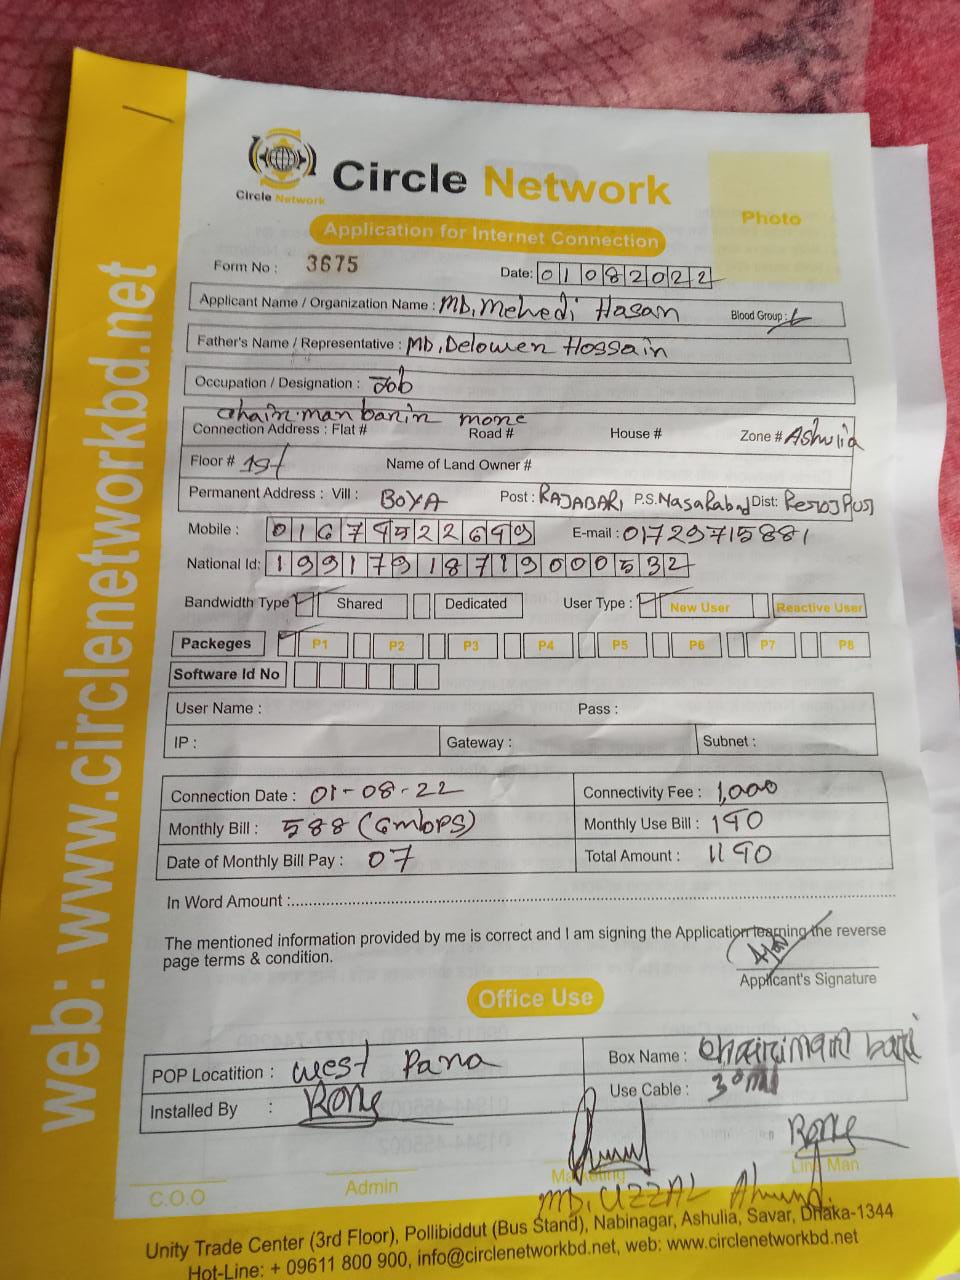 Circle Network
Circle Network
Photo
Application for Internet Connection
Form No : 3675 Date: 01082022
Applicant Name / Organization Name : Md. Mehedi Hasan Blood Group :
Father's Name / Representative : Md. Delower Hossain
Occupation / Designation : Job
Connection Address : Flat # Road # House # Zone # Ashulia
Floor # 1st Name of Land Owner #
Permanent Address : Vill : BOYA Post : RAJABARI P.S. Dist:
Mobile : E-mail : 01729715881
National Id: 19917918719000532
Bandwidth Type Shared Dedicated User Type : New User Reactive User
Packeges P1 P2 P3 P4 P5 P6 P7 P8
Software Id No
User Name : Pass :
IP : Gateway : Subnet :
Connection Date : 01-08-22 Connectivity Fee : 1,000
Monthly Bill : 588 (6mbps) Monthly Use Bill : 190
Date of Monthly Bill Pay : 07 Total Amount : 1190
In Word Amount :
The mentioned information provided by me is correct and I am signing the Application learning the reverse
page terms & condition.
Applicant's Signature
Office Use
POP Locatition : west Para Box Name : Chairiman bari
Installed By : Use Cable :
C.O.O Admin Marketing Line Man
MD. UZZAL
Unity Trade Center (3rd Floor), Pollibiddut (Bus Stand), Nabinagar, Ashulia, Savar, Dhaka-1344
Hot-Line: + 09611 800 900, info@circlenetworkbd.net, web: www.circlenetworkbd.net
web: www.circlenetworkbd.net